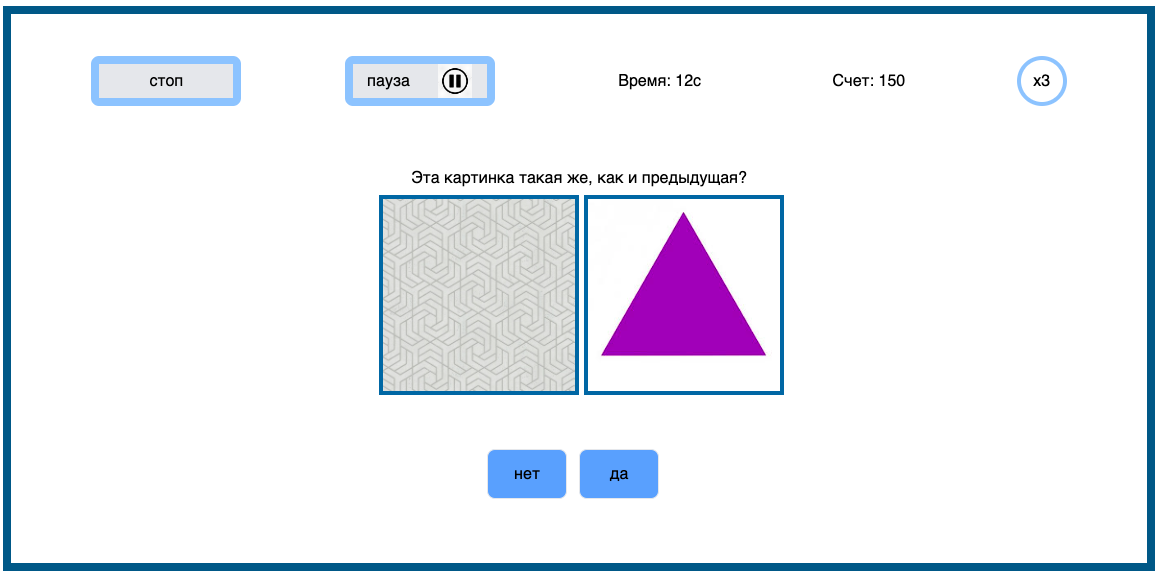 стоп
пауза
Время: 12с
Счет: 150
x3
Эта картинка такая же, как и предыдущая?
нет
да